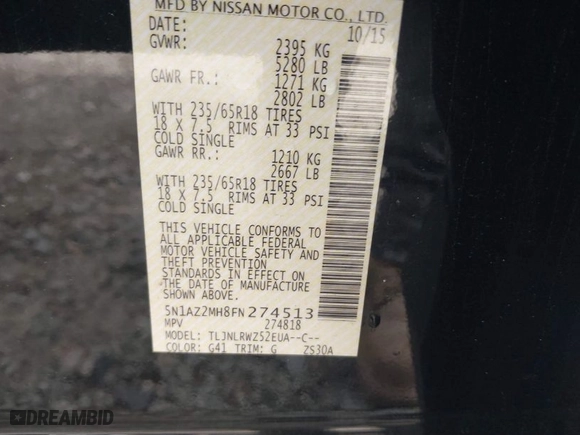 MFD BY NISSAN MOTOR CO., LTD.
DATE: 10/15
GVWR: 2395 KG
5280 LB
GAWR FR.: 1271 KG
2802 LB
WITH 235/65R18 TIRES
18 X 7.5 RIMS AT 33 PSI
COLD SINGLE
GAWR RR.: 1210 KG
2667 LB
WITH 235/65R18 TIRES
18 X 7.5 RIMS AT 33 PSI
COLD SINGLE
THIS VEHICLE CONFORMS TO
ALL APPLICABLE FEDERAL
MOTOR VEHICLE SAFETY AND
THEFT PREVENTION
STANDARDS IN EFFECT ON
THE DATE OF MANUFACTURE
SHOWN ABOVE.
5N1AZ2MH8FN274513
MPV 274818
MODEL: TLJNLRWZ52EUA--C--
COLOR: G41 TRIM: G ZS30A
DREAMBID